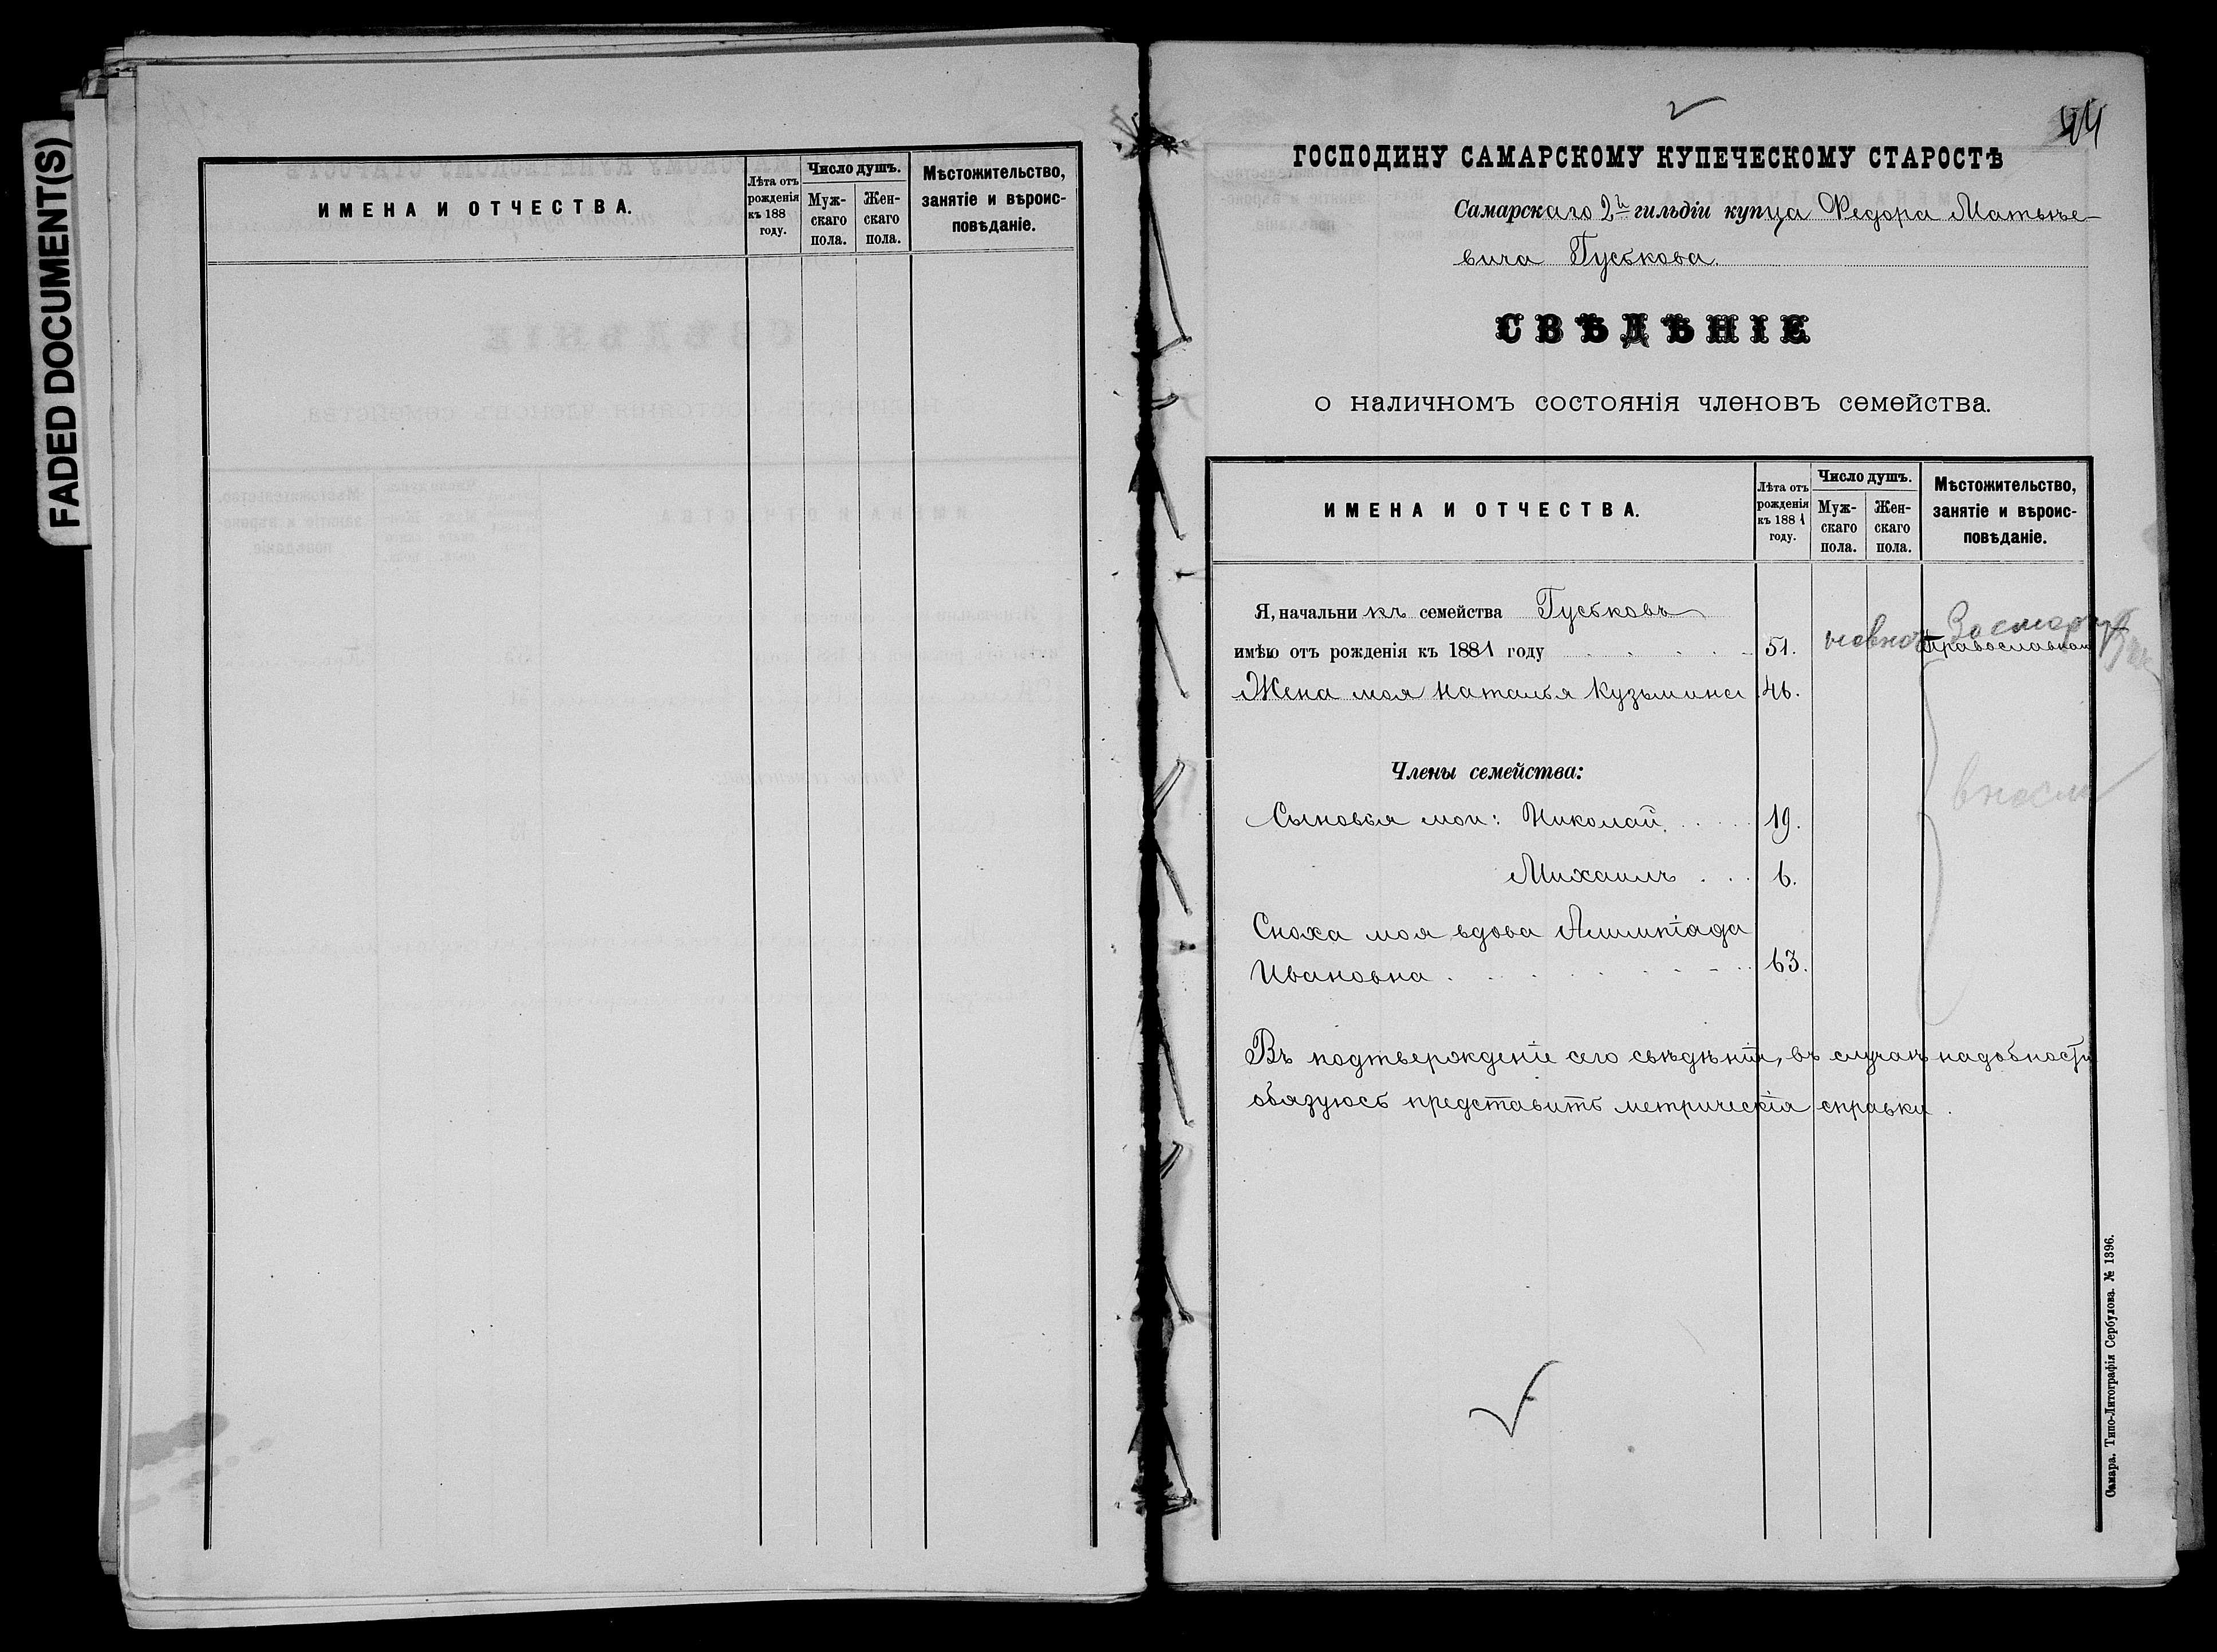 FADED DOCUMENT(S)
ИМЕНА И ОТЧЕСТВА.
Лѣта отъ рожденія къ 188 году.
Число душъ.
Муж-скаго пола.
Жен-скаго пола.
Мѣстожительство, занятіе и вѣроис-повѣданіе.
44
ГОСПОДИНУ САМАРСКОМУ КУПЕЧЕСКОМУ СТАРОСТѢ
Самарскаго 2й гильдіи купца Федора Матвѣе-
вича Гуськова.
СВѢДѢНІЕ
о наличномъ состоянія членовъ семейства.
ИМЕНА И ОТЧЕСТВА.
Лѣта отъ рожденія къ 1881 году.
Число душъ.
Муж-скаго пола.
Жен-скаго пола.
Мѣстожительство, занятіе и вѣроис-повѣданіе.
Я, начальникъ семейства Гуськовъ
имѣю отъ рожденія къ 1881 году 51. Православнаго
Жена моя Наталья Кузьмина 46.
Члены семейства:
Сыновья мои: Николай 19.
Михаилъ 6.
Сноха моя вдова Алимпіада
Ивановна 63.
Въ подтвержденіе сего свѣдѣнія, въ случаѣ надобности
обязуюсь представить метрическія справки.
Самара. Типо-Литографія Сербулова. № 1396.